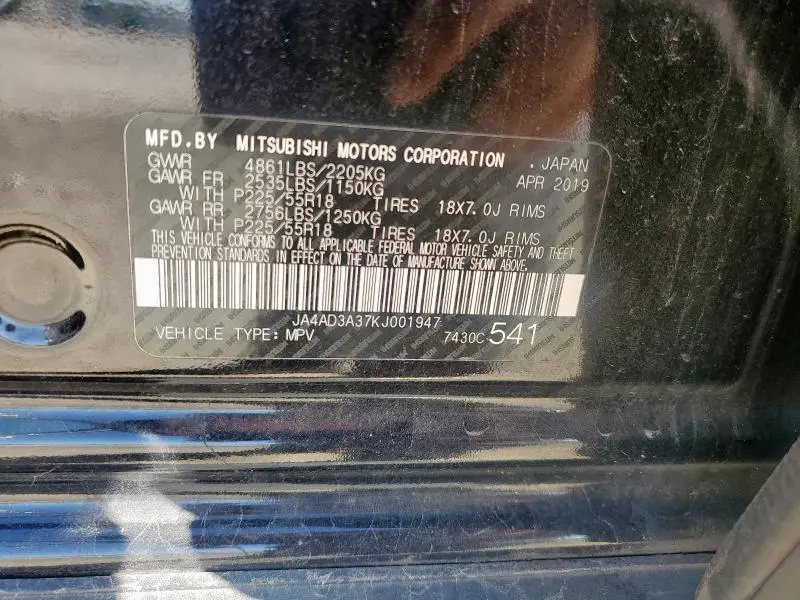 MFD.BY MITSUBISHI MOTORS CORPORATION . JAPAN
GVWR 4861LBS/2205KG APR 2019
GAWR FR 2535LBS/1150KG
WITH P225/55R18 TIRES 18X7.0J RIMS
GAWR RR 2756LBS/1250KG
WITH P225/55R18 TIRES 18X7.0J RIMS
THIS VEHICLE CONFORMS TO ALL APPLICABLE FEDERAL MOTOR VEHICLE SAFETY AND THEFT
PREVENTION STANDARDS IN EFFECT ON THE DATE OF MANUFACTURE SHOWN ABOVE.
JA4AD3A37KJ001947
VEHICLE TYPE: MPV 7430C 541